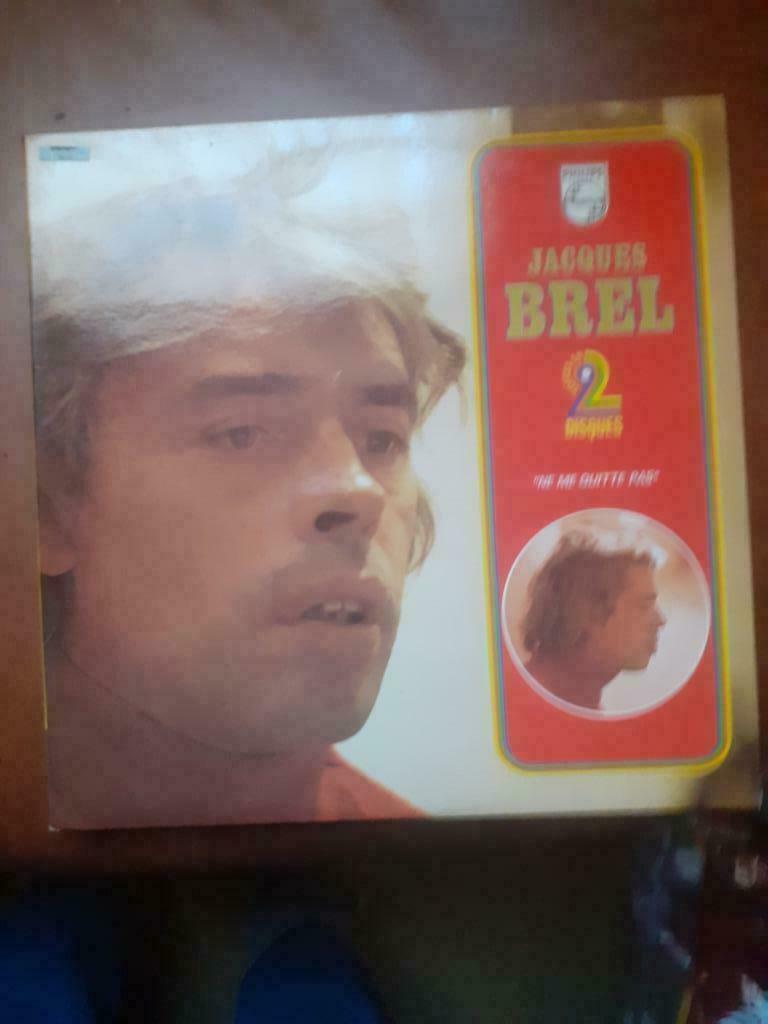 PHILIPS
JACQUES
BREL
2
DISQUES
"NE ME QUITTE PAS"